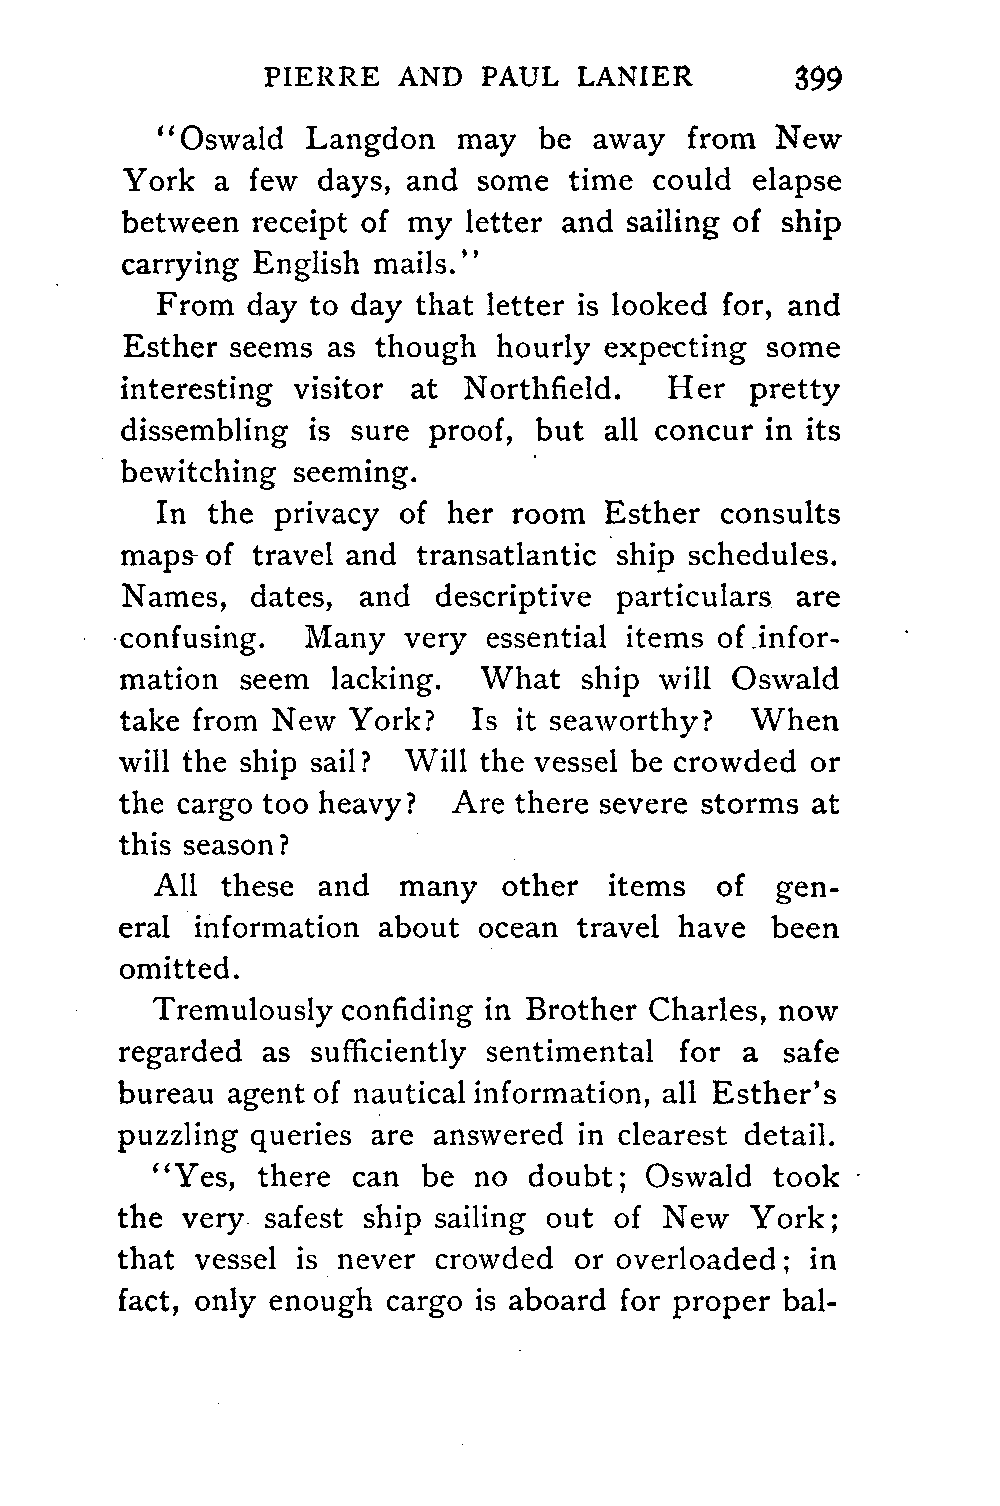 PIERRE AND PAUL LANIER 399
"Oswald Langdon may be away from New
York a few days, and some time could elapse
between receipt of my letter and sailing of ship
carrying English mails."
From day to day that letter is looked for, and
Esther seems as though hourly expecting some
interesting visitor at Northfield. Her pretty
dissembling is sure proof, but all concur in its
bewitching seeming.
In the privacy of her room Esther consults
maps of travel and transatlantic ship schedules.
Names, dates, and descriptive particulars are
confusing. Many very essential items of infor-
mation seem lacking. What ship will Oswald
take from New York? Is it seaworthy? When
will the ship sail? Will the vessel be crowded or
the cargo too heavy? Are there severe storms at
this season?
All these and many other items of gen-
eral information about ocean travel have been
omitted.
Tremulously confiding in Brother Charles, now
regarded as sufficiently sentimental for a safe
bureau agent of nautical information, all Esther's
puzzling queries are answered in clearest detail.
"Yes, there can be no doubt; Oswald took
the very safest ship sailing out of New York;
that vessel is never crowded or overloaded; in
fact, only enough cargo is aboard for proper bal-